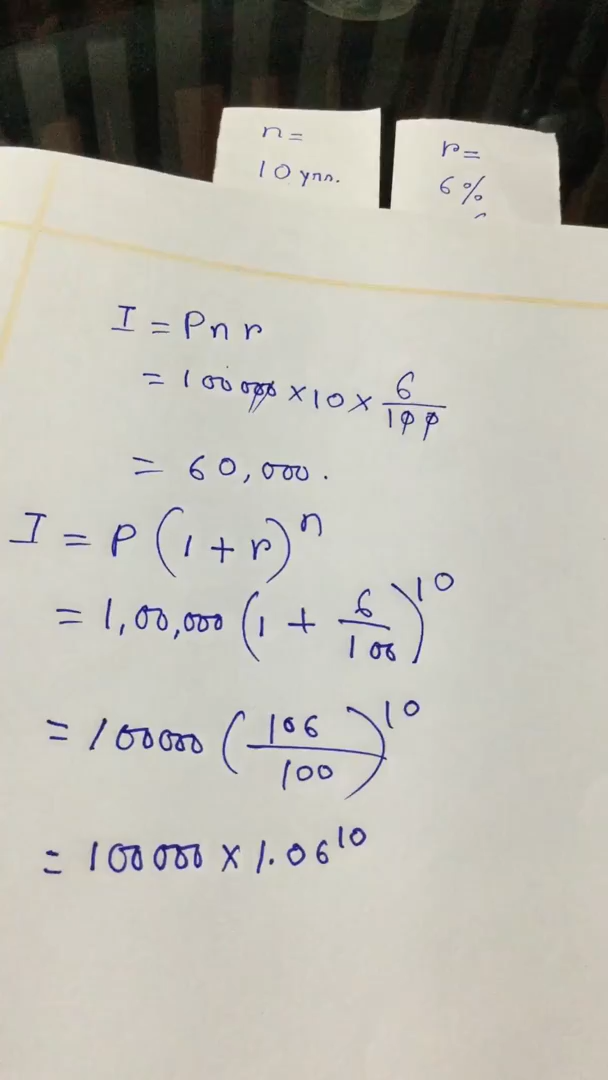 n=
10 yrs.
r=
6%
I = Pnr
= 100000 × 10 × 6/100
= 60,000.
I = P(1+r)^n
= 1,00,000(1 + 6/100)^10
= 100000(106/100)^10
= 100000 × 1.06^10